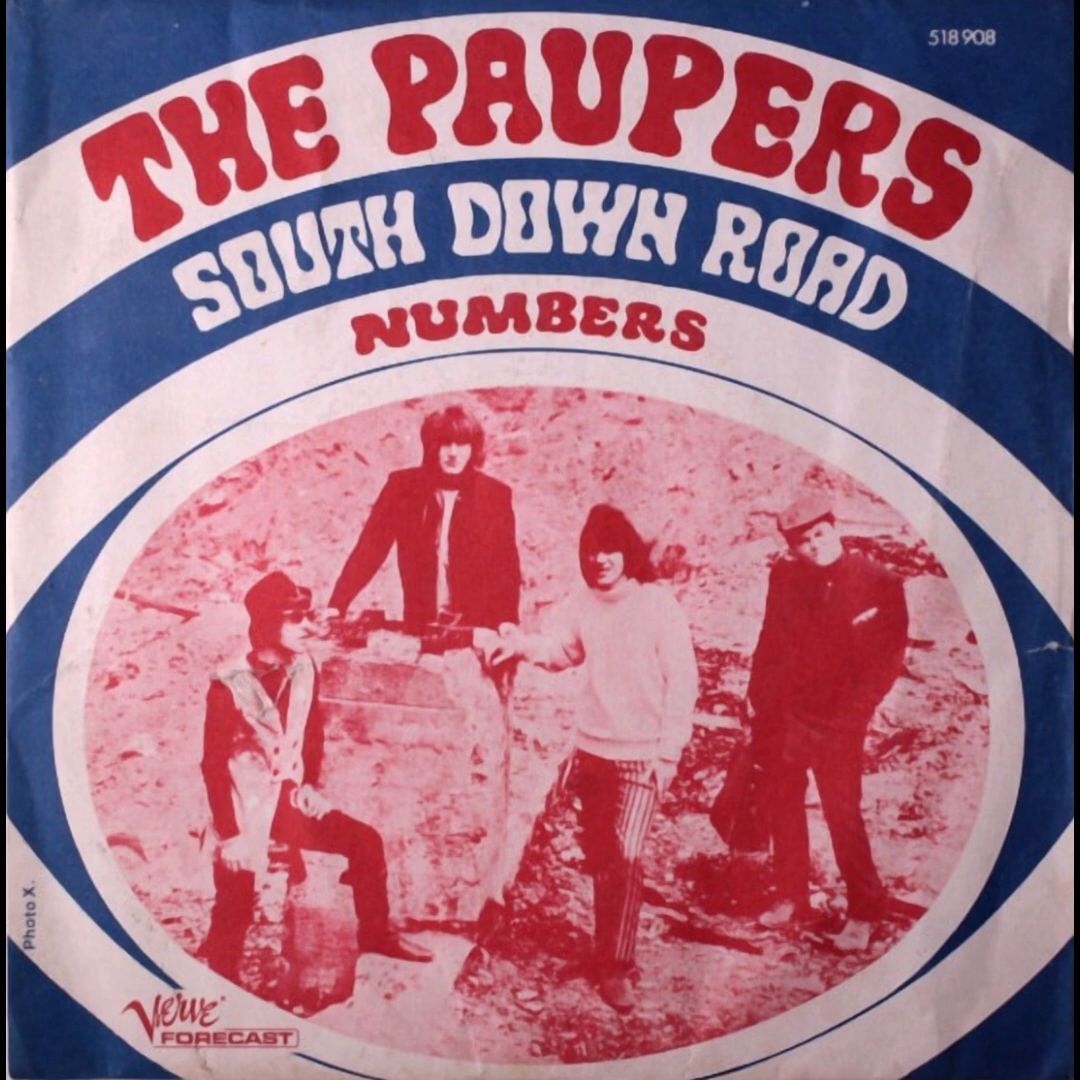 518 908
THE PAUPERS
SOUTH DOWN ROAD
NUMBERS
Photo X.
Verve
FORECAST